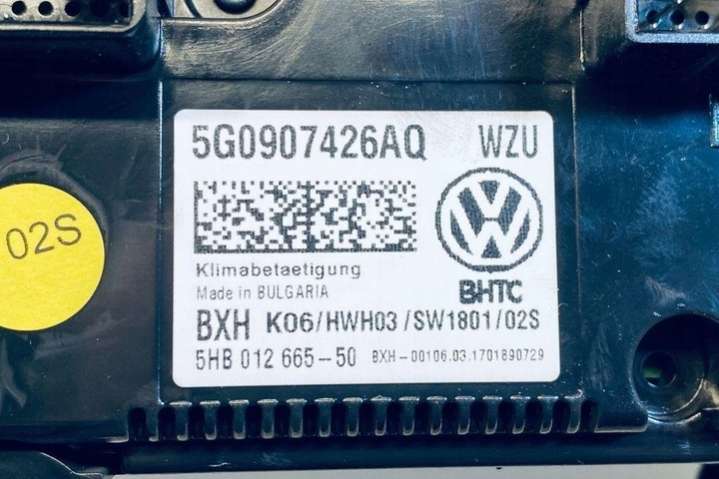 5G0907426AQ WZU
Klimabetaetigung
Made in BULGARIA
BHTC
BXH K06/HWH03/SW1801/02S
5HB 012 665-50 BXH-00106.03.1701890729
02S